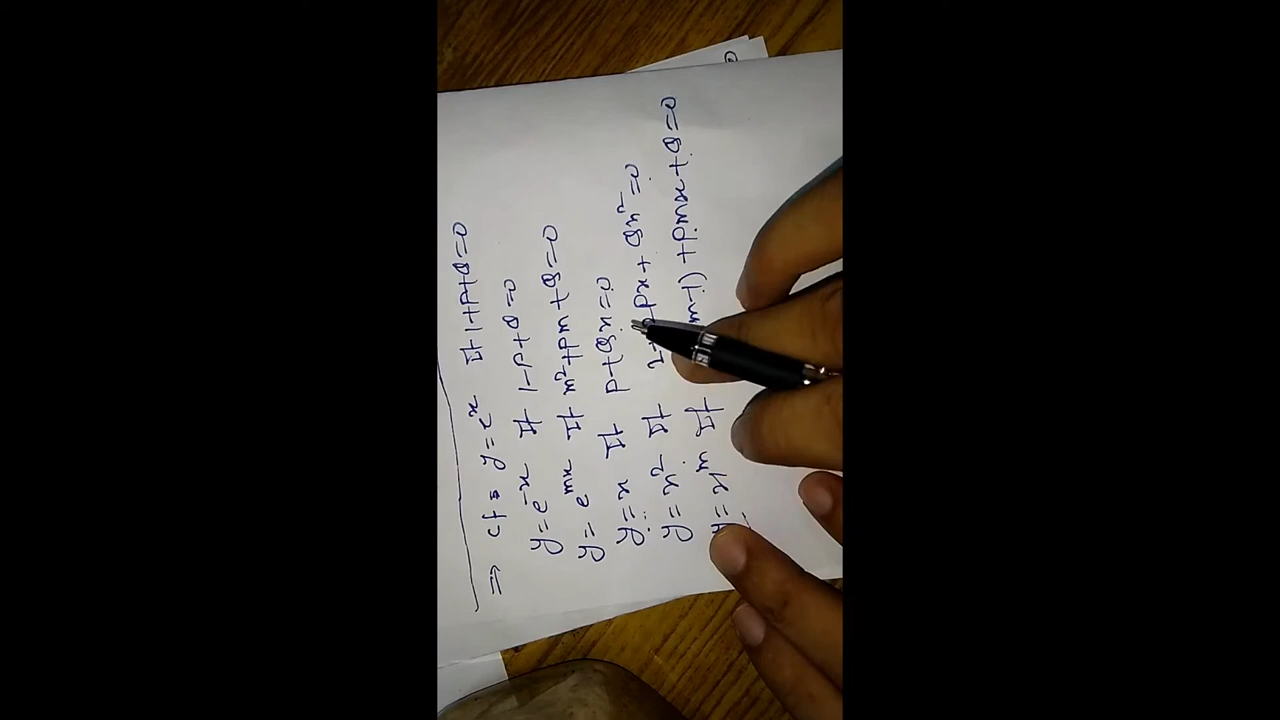 ⇒ cf = y = e^x If 1+P+Q=0
y = e^-x If 1-P+Q=0
y = e^mx If m²+Pm+Q=0
y = x If P+Qx=0
y = x² If 2+2Px+Qx²=0
y = x^m If m-1)+Pmx+Q=0